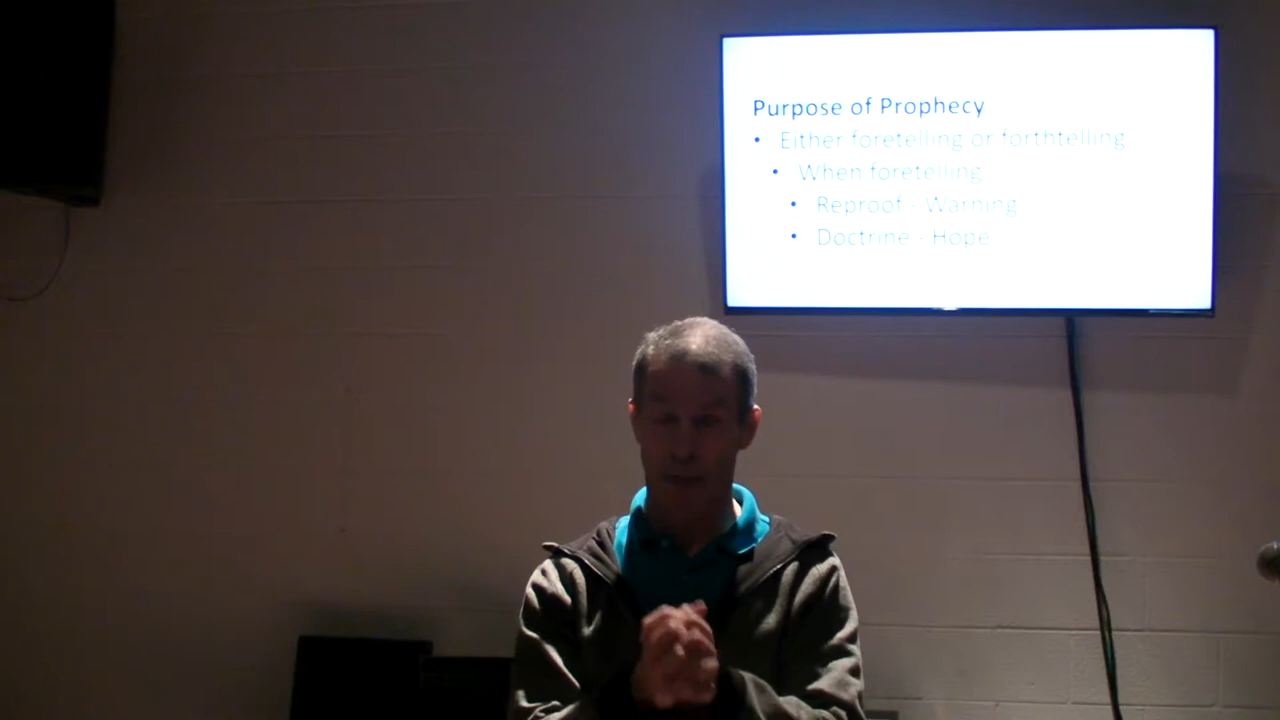 Purpose of Prophecy
• Either foretelling or forthtelling
• When foretelling
• Reproof - Warning
• Doctrine - Hope